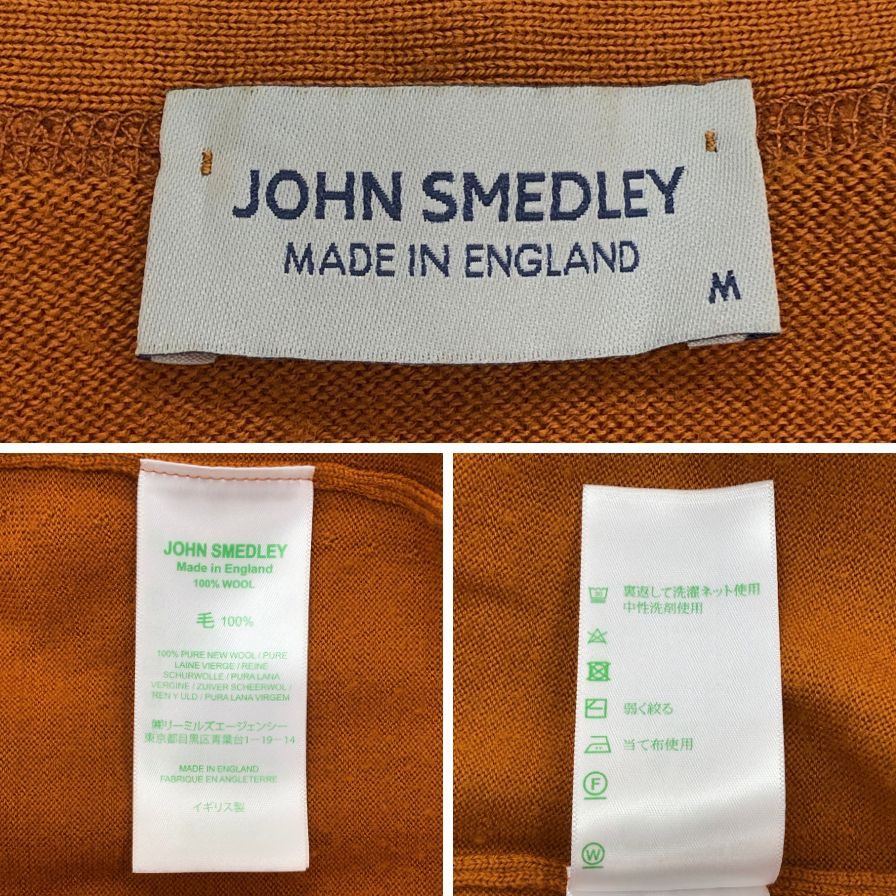 JOHN SMEDLEY
MADE IN ENGLAND
M
JOHN SMEDLEY
Made in England
100% WOOL
毛 100%
100% PURE NEW WOOL / PURE
LAINE VIERGE / REINE
SCHURWOLLE / PURA LANA
VERGINE / ZUIVER SCHEERWOL /
REN Y ULD / PURA LANA VIRGEM
㈱リーミルズエージェンシー
東京都目黒区青葉台1-19-14
MADE IN ENGLAND
FABRIQUE EN ANGLETERRE
イギリス製
裏返して洗濯ネット使用
中性洗剤使用
弱く絞る
当て布使用
F
W